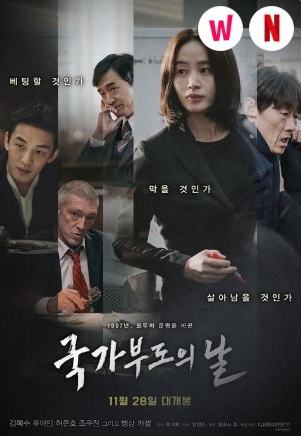 W N
베팅할 것인가
막을 것인가
살아남을 것인가
1997년, 모두의 운명을 바꾼
국가부도의 날
11월 28일 대개봉
김혜수 유아인 허준호 조우진 그리고 뱅상 카셀